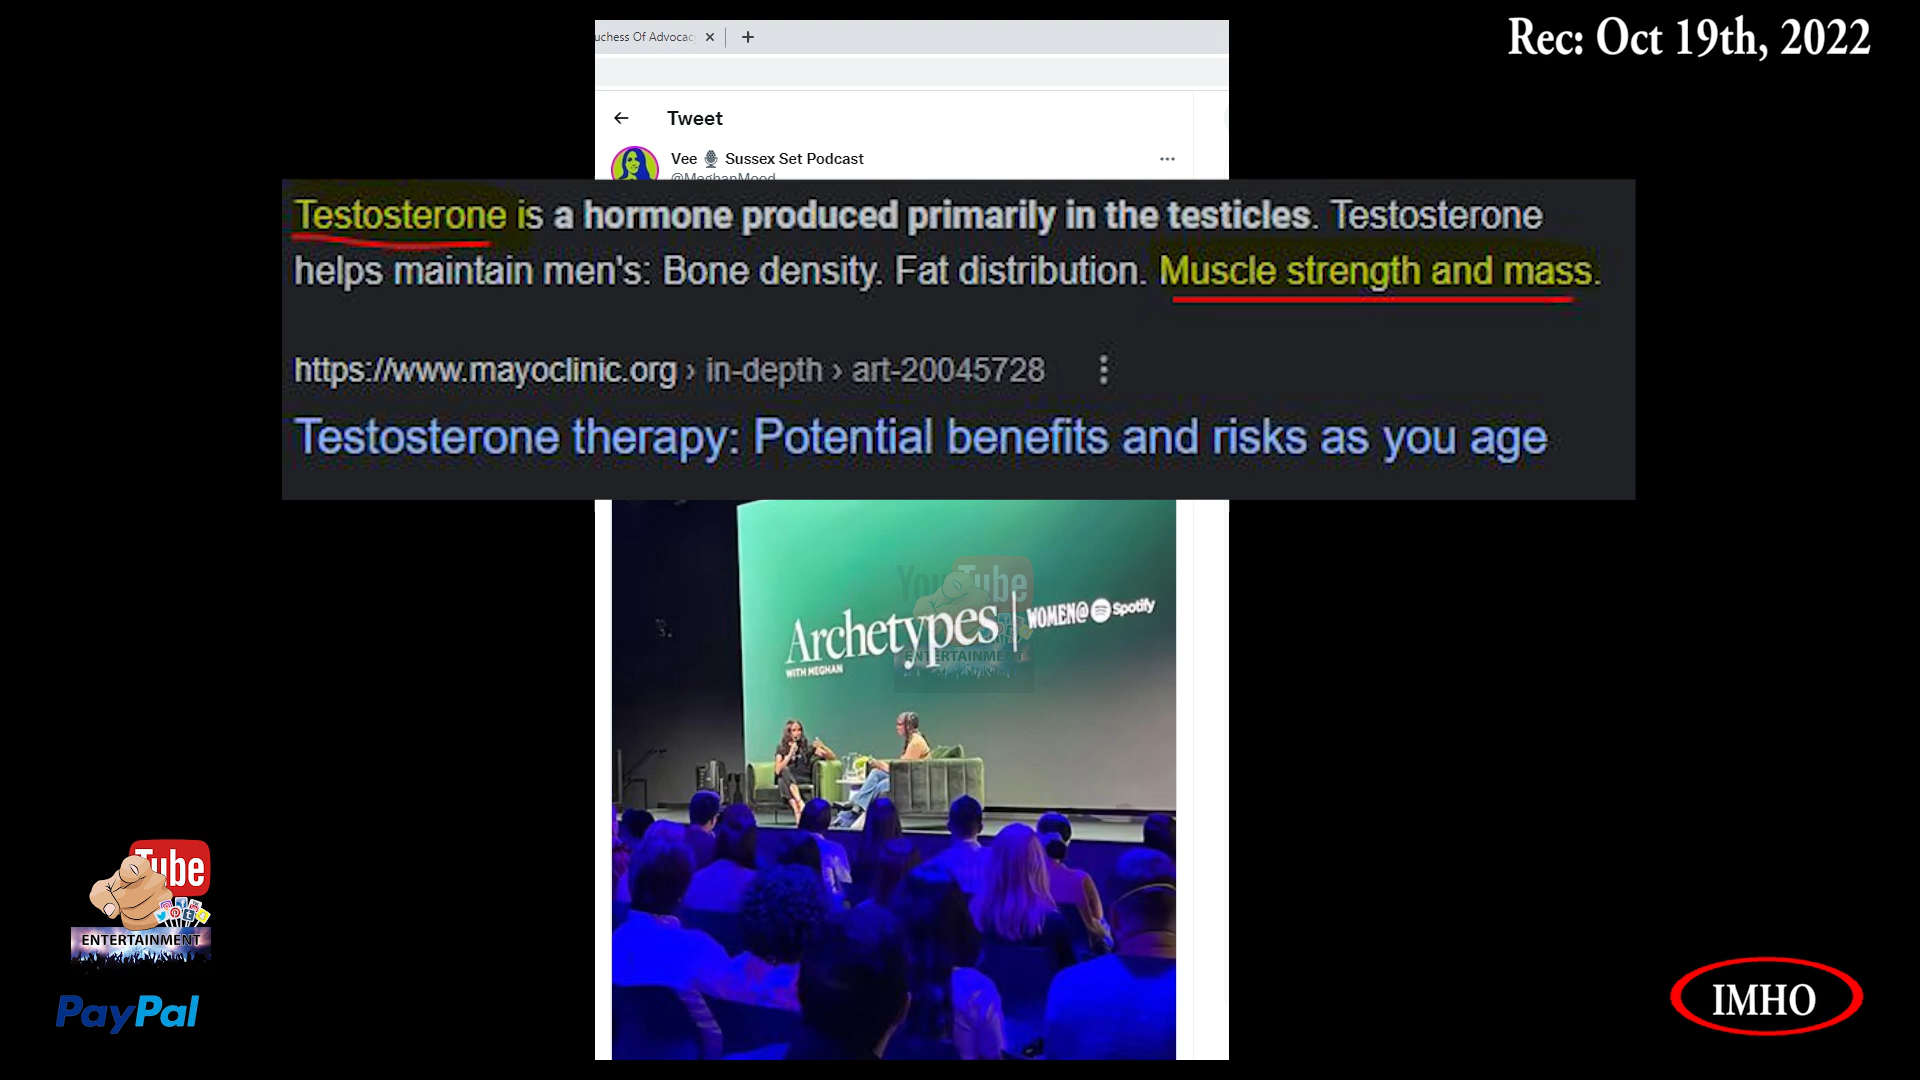 Rec: Oct 19th, 2022
uchess Of Advocac
Tweet
Vee Sussex Set Podcast
@MeghanMood
Testosterone is a hormone produced primarily in the testicles. Testosterone
helps maintain men's: Bone density. Fat distribution. Muscle strength and mass.
https://www.mayoclinic.org › in-depth › art-20045728
Testosterone therapy: Potential benefits and risks as you age
YouTube
ENTERTAINMENT
Archetypes | WOMEN@ Spotify
WITH MEGHAN
Tube
ENTERTAINMENT
PayPal
IMHO